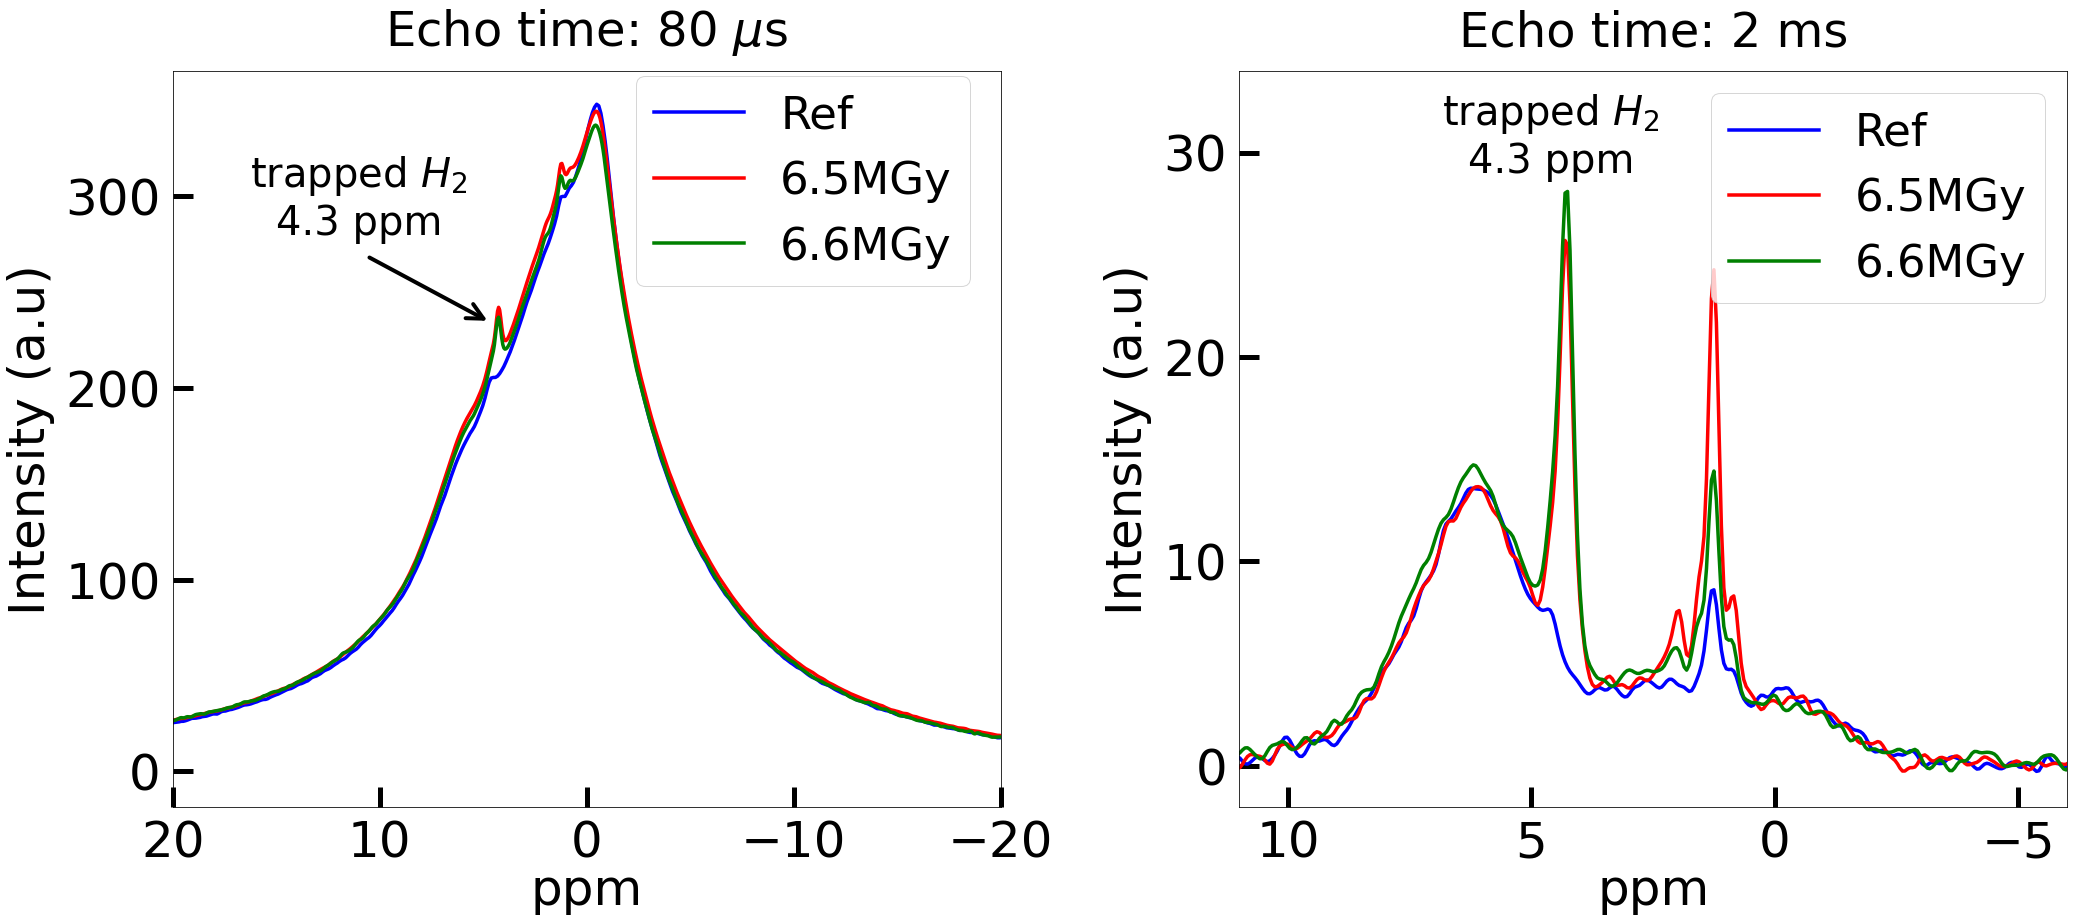 Echo time: 80 μs
Intensity (a.u)
300
200
100
0
trapped H₂
4.3 ppm
Ref
6.5MGy
6.6MGy
20
10
0
−10
−20
ppm
Echo time: 2 ms
Intensity (a.u)
30
20
10
0
trapped H₂
4.3 ppm
Ref
6.5MGy
6.6MGy
10
5
0
−5
ppm